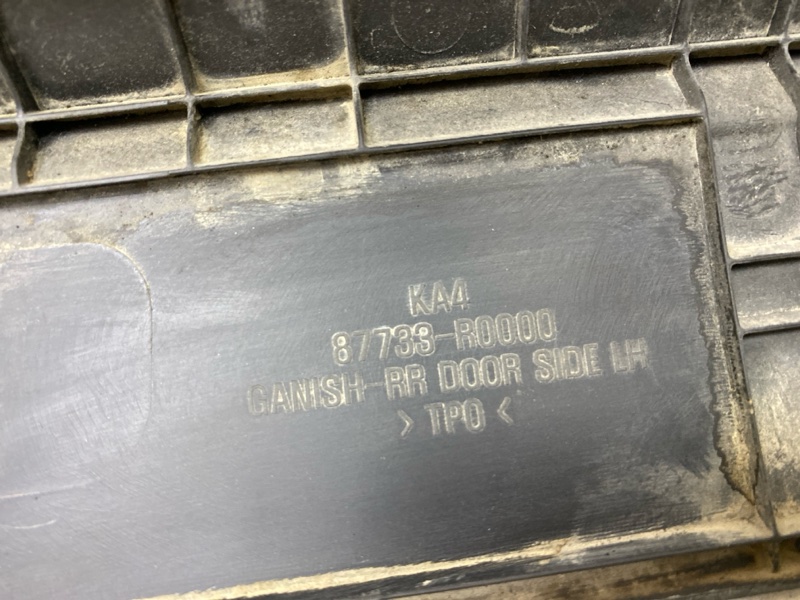 KA4
87733-R0000
GANISH-RR DOOR SIDE LH
> TPO <